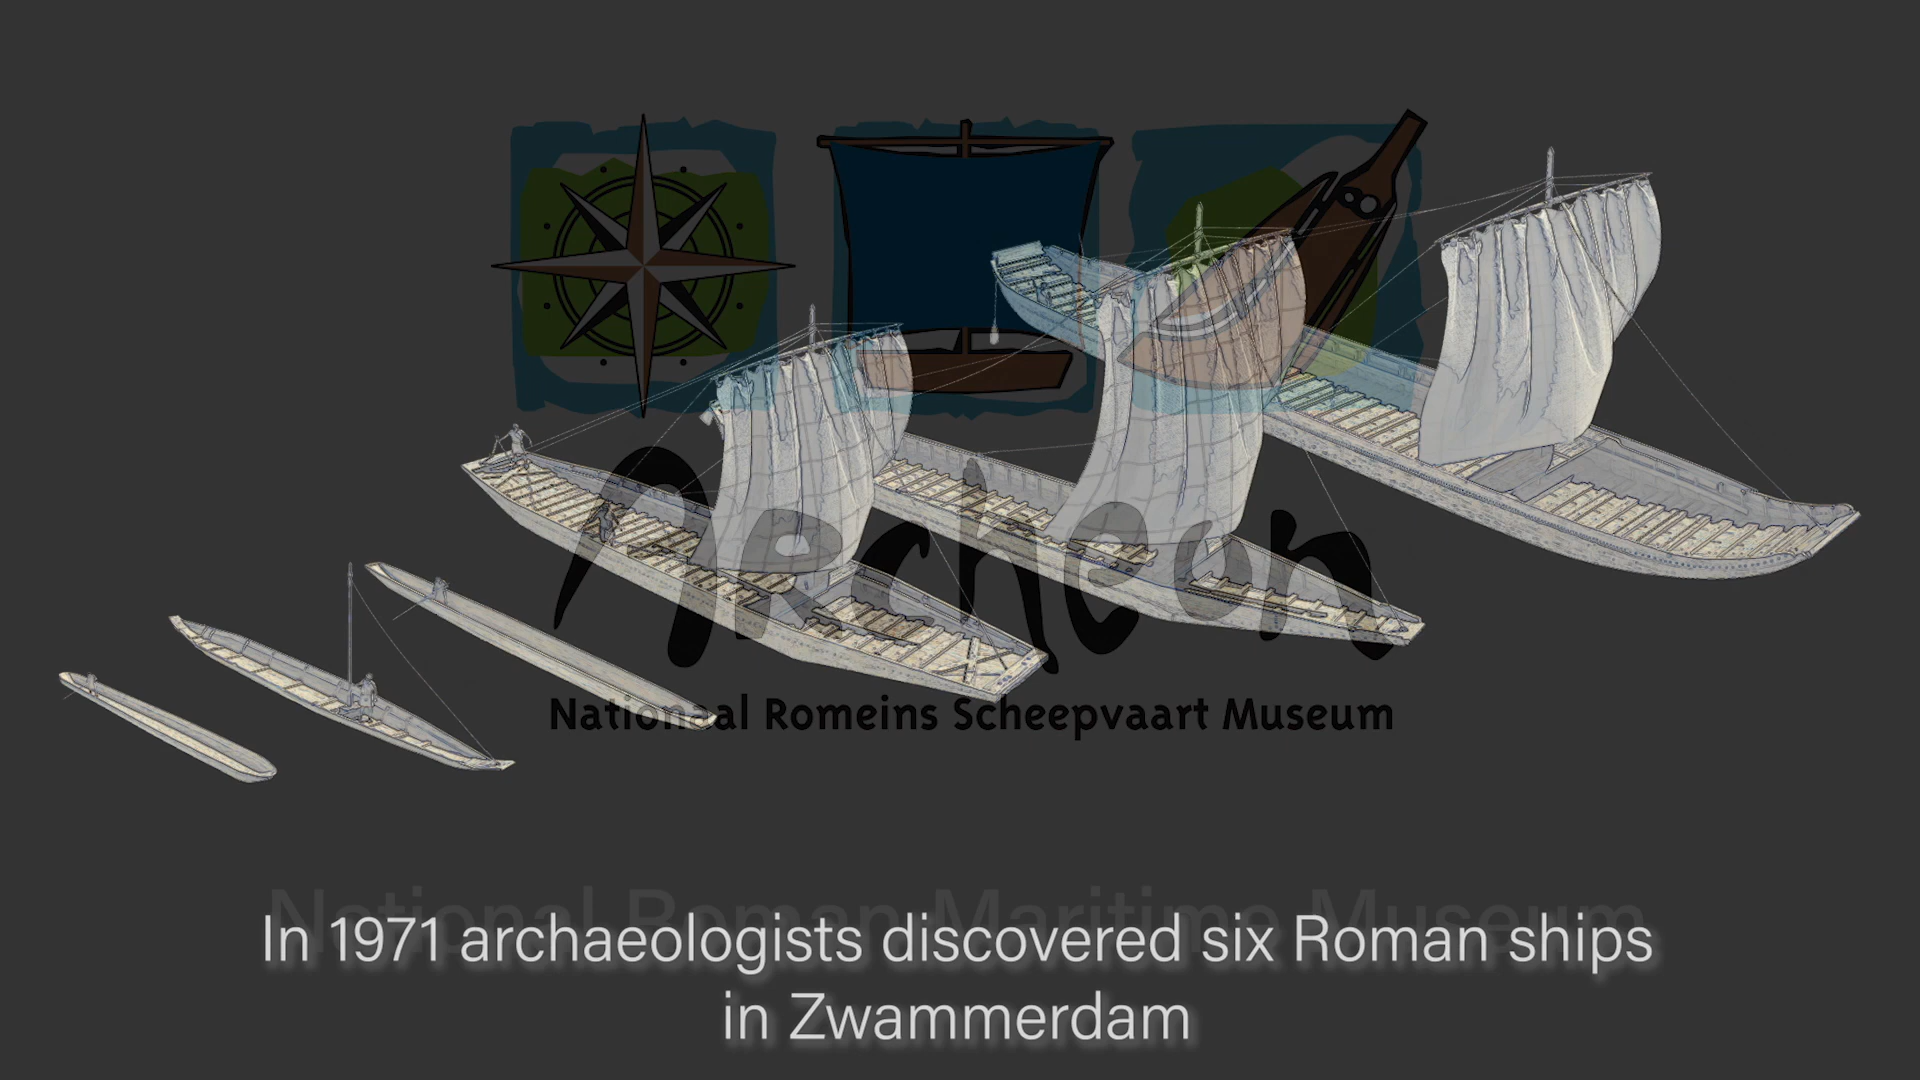 Archeon
Nationaal Romeins Scheepvaart Museum
National Roman Maritime Museum
In 1971 archaeologists discovered six Roman ships
in Zwammerdam